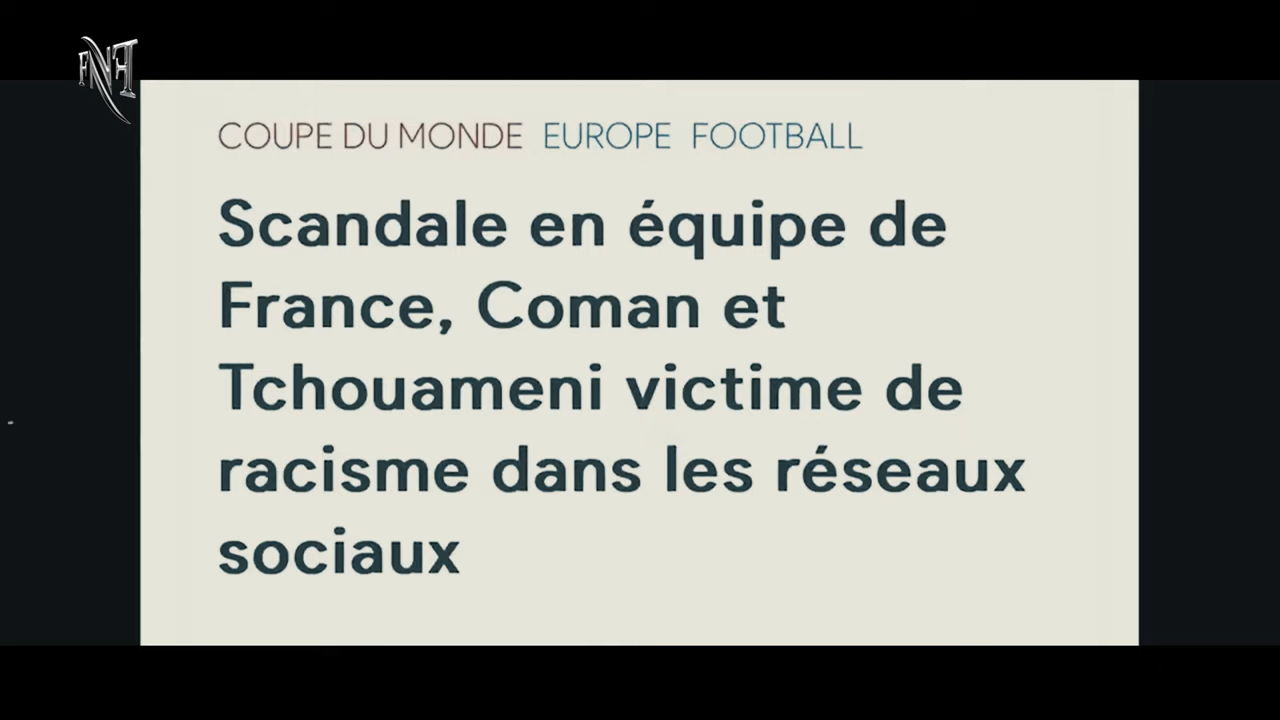 FNF
COUPE DU MONDE EUROPE FOOTBALL
Scandale en équipe de
France, Coman et
Tchouameni victime de
racisme dans les réseaux
sociaux